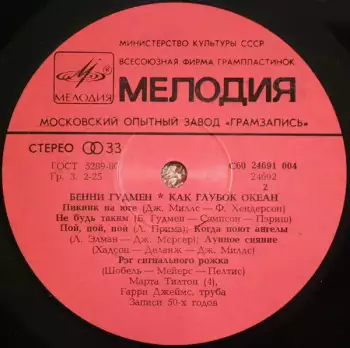 МИНИСТЕРСТВО КУЛЬТУРЫ СССР
ВСЕСОЮЗНАЯ ФИРМА ГРАМПЛАСТИНОК
МЕЛОДИЯ
МЕЛОДИЯ
МОСКОВСКИЙ ОПЫТНЫЙ ЗАВОД «ГРАМЗАПИСЬ»
СТЕРЕО 33
ГОСТ 5289-80 С60 24691 004
Гр. 3. 2-25 24692
2
БЕННИ ГУДМЕН * КАК ГЛУБОК ОКЕАН
Пикник на юге (Дж. Миллс — Ф. Хендерсон)
Не будь таким (Б. Гудмен — Сэмпсон — Пэриш)
Пой, пой, пой (Л. Прима). Когда поют ангелы
(Л. Элман — Дж. Мерсер). Лунное сияние
(Хадсон — Деланж — Дж. Миллс)
Рэг сигнального рожка
(Шобель — Мейерс — Пелтис)
Марта Тилтон (4),
Гарри Джеймс, труба
Записи 50-х годов